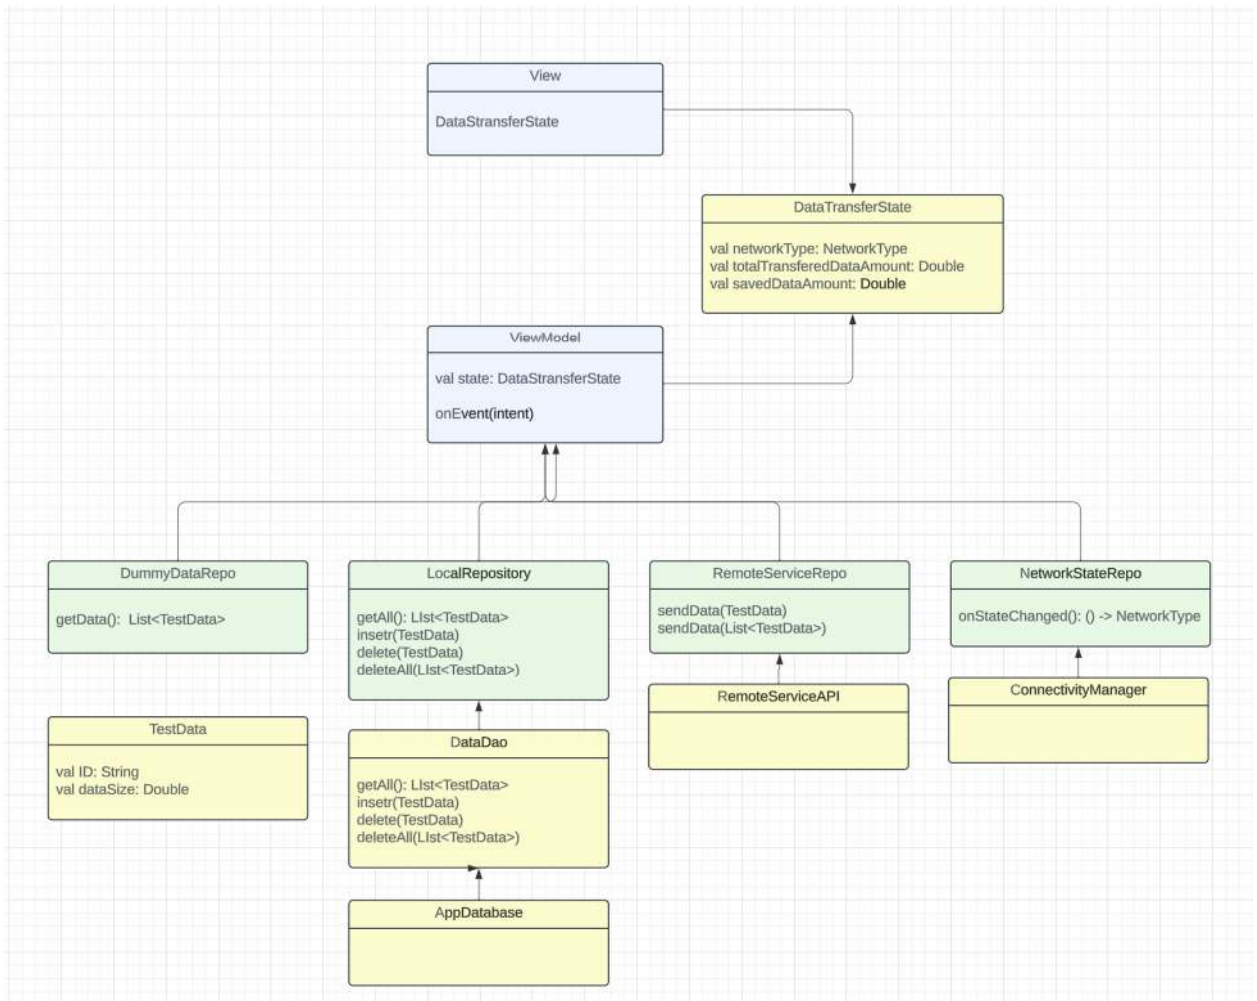 View
DataStransferState
DataTransferState
val networkType: NetworkType
val totalTransferedDataAmount: Double
val savedDataAmount: Double
ViewModel
val state: DataStransferState
onEvent(intent)
DummyDataRepo
getData():  List<TestData>
LocalRepository
getAll(): LIst<TestData>
insetr(TestData)
delete(TestData)
deleteAll(LIst<TestData>)
RemoteServiceRepo
sendData(TestData)
sendData(List<TestData>)
NetworkStateRepo
onStateChanged(): () -> NetworkType
TestData
val ID: String
val dataSize: Double
DataDao
getAll(): LIst<TestData>
insetr(TestData)
delete(TestData)
deleteAll(LIst<TestData>)
RemoteServiceAPI
ConnectivityManager
AppDatabase